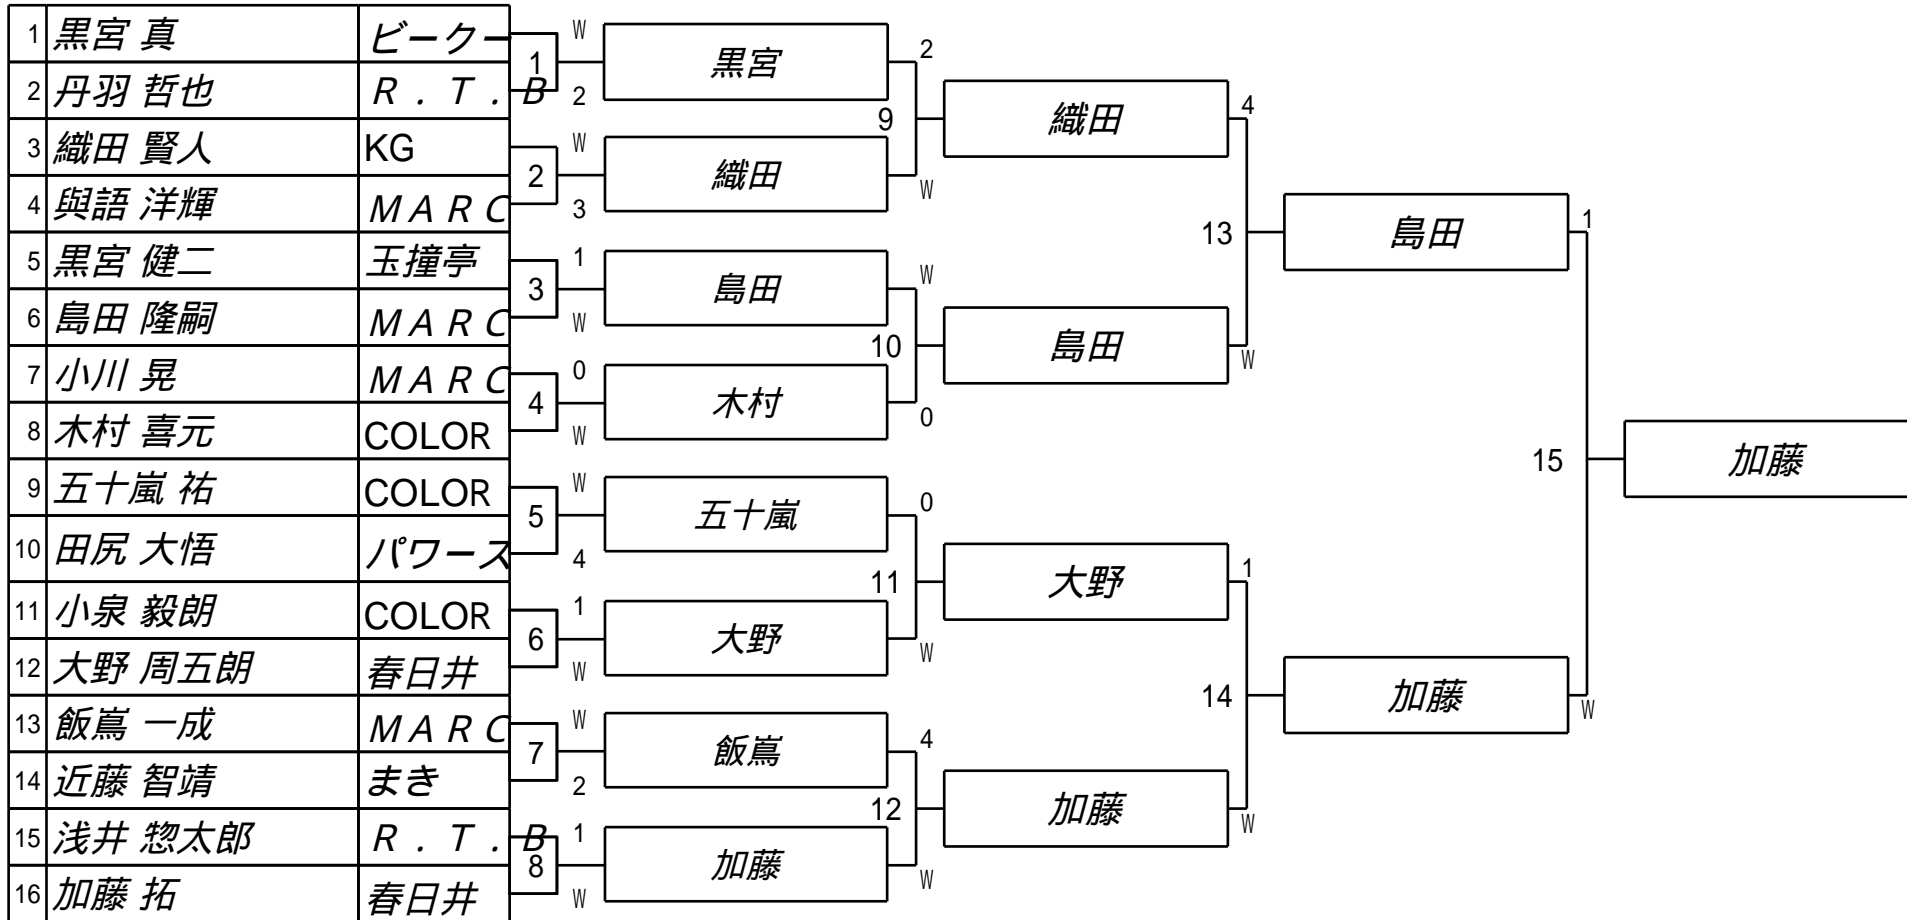 1 黒宮 真 ビークー
2 丹羽 哲也 R．T．B
3 織田 賢人 KG
4 與語 洋輝 MARC
5 黒宮 健二 玉撞亭
6 島田 隆嗣 MARC
7 小川 晃 MARC
8 木村 喜元 COLOR
9 五十嵐 祐 COLOR
10 田尻 大悟 パワース
11 小泉 毅朗 COLOR
12 大野 周五朗 春日井
13 飯嶌 一成 MARC
14 近藤 智靖 まき
15 浅井 惣太郎 R．T．B
16 加藤 拓 春日井
1 W 2
2 W 3
3 1 W
4 0 W
5 W 4
6 1 W
7 W 2
8 1 W
黒宮 2
9
織田 W
島田 W
10
木村 0
五十嵐 0
11
大野 W
飯嶌 4
12
加藤 W
織田 4
13
島田 W
大野 1
14
加藤 W
島田 1
15
加藤 W
加藤